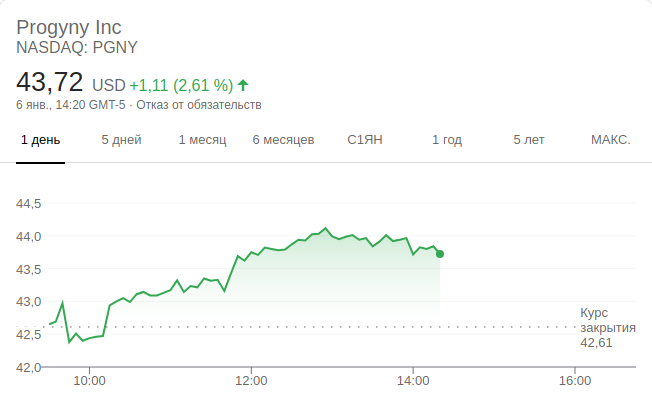 Progyny Inc
NASDAQ: PGNY
43,72 USD +1,11 (2,61 %)
6 янв., 14:20 GMT-5 · Отказ от обязательств
1 день 5 дней 1 месяц 6 месяцев С1ЯН 1 год 5 лет МАКС.
44,5
44,0
43,5
43,0
42,5
42,0
Курс
закрытия
42,61
10:00 12:00 14:00 16:00